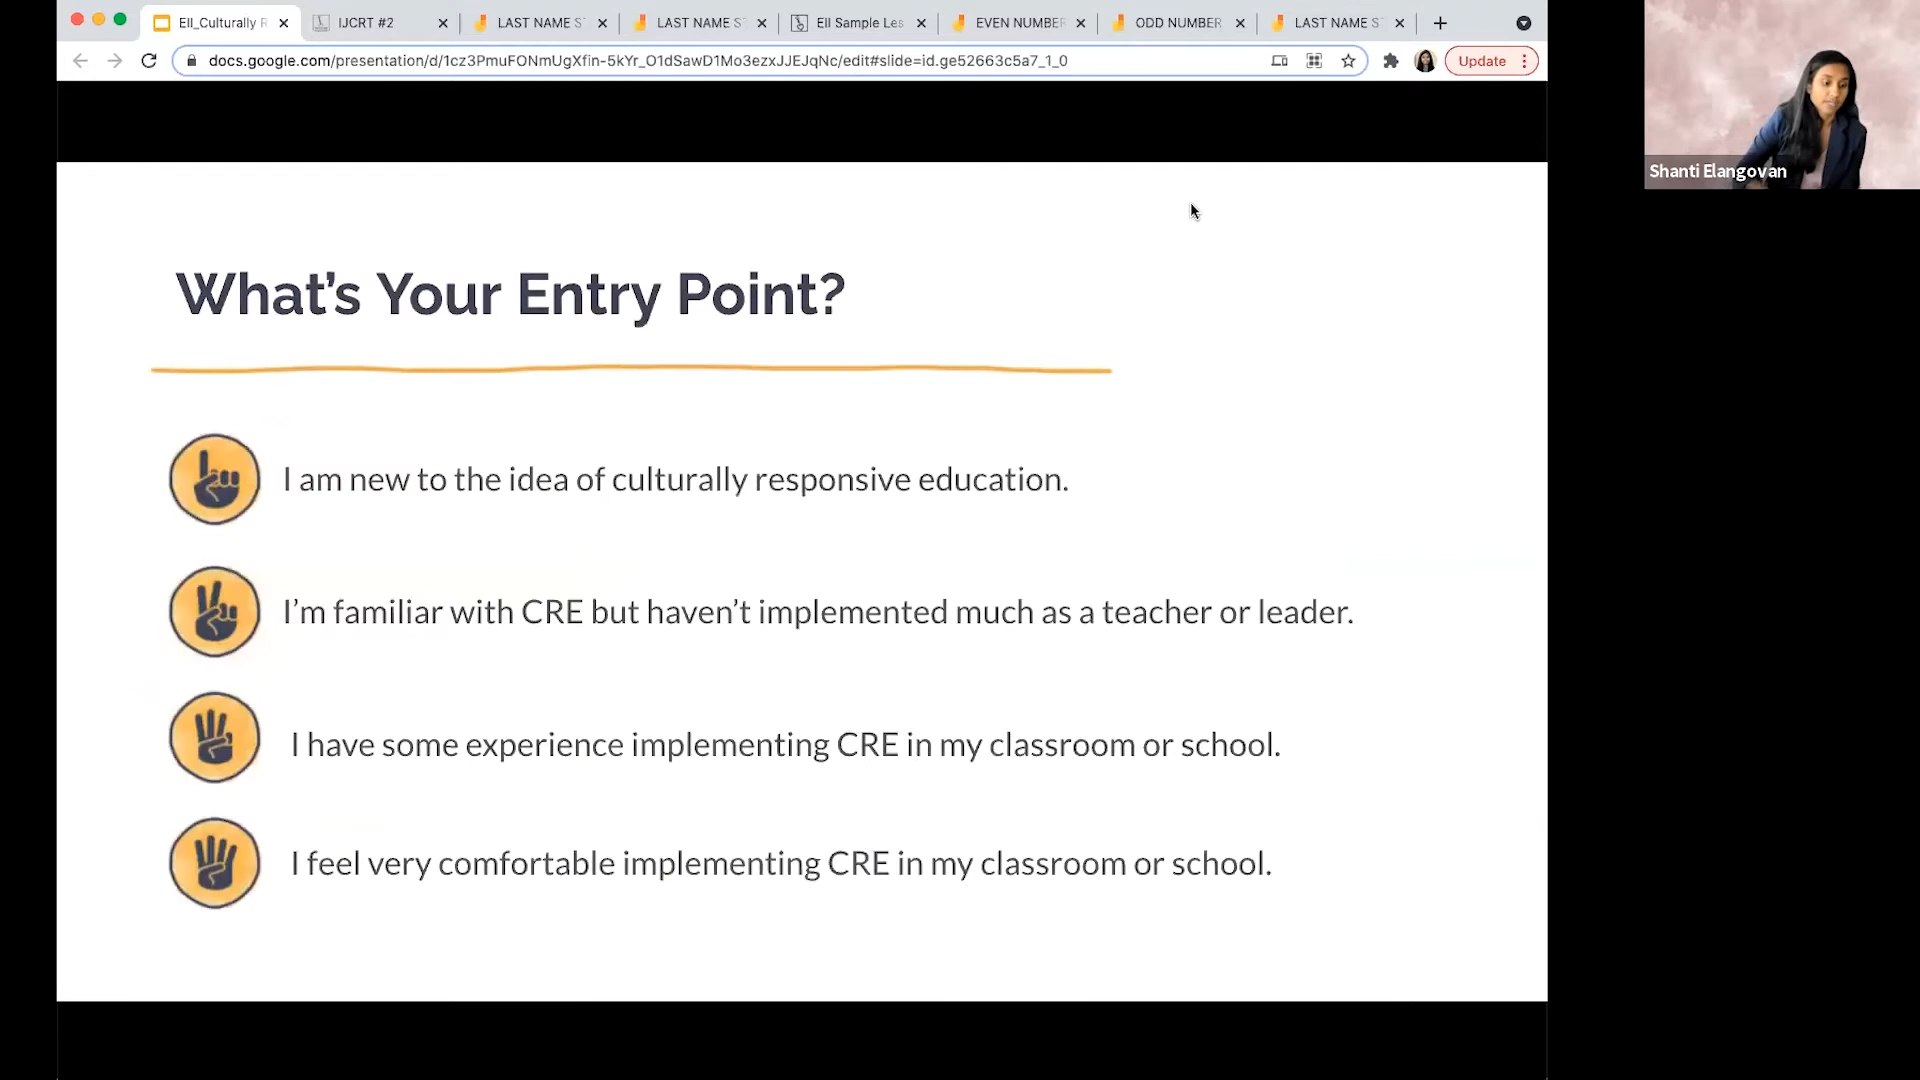 EII_Culturally R
IJCRT #2
LAST NAME S
LAST NAME S
EII Sample Les
EVEN NUMBER
ODD NUMBER
LAST NAME S
docs.google.com/presentation/d/1cz3PmuFONmUgXfin-5kYr_O1dSawD1Mo3ezxJJEJqNc/edit#slide=id.ge52663c5a7_1_0
Update
Shanti Elangovan
What's Your Entry Point?
I am new to the idea of culturally responsive education.
I'm familiar with CRE but haven't implemented much as a teacher or leader.
I have some experience implementing CRE in my classroom or school.
I feel very comfortable implementing CRE in my classroom or school.